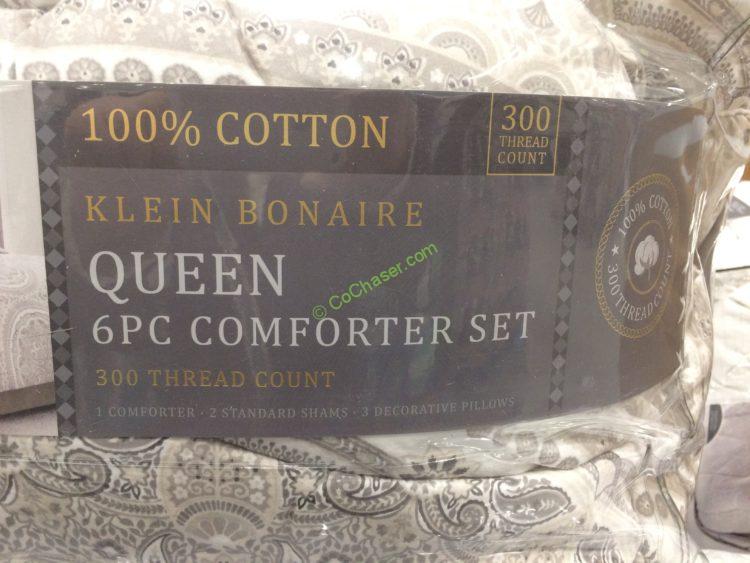 100% COTTON
300
THREAD
COUNT
KLEIN BONAIRE
QUEEN
6PC COMFORTER SET
300 THREAD COUNT
1 COMFORTER · 2 STANDARD SHAMS · 3 DECORATIVE PILLOWS
100% COTTON
★ 300 THREAD COUNT ★
© CoChaser.com